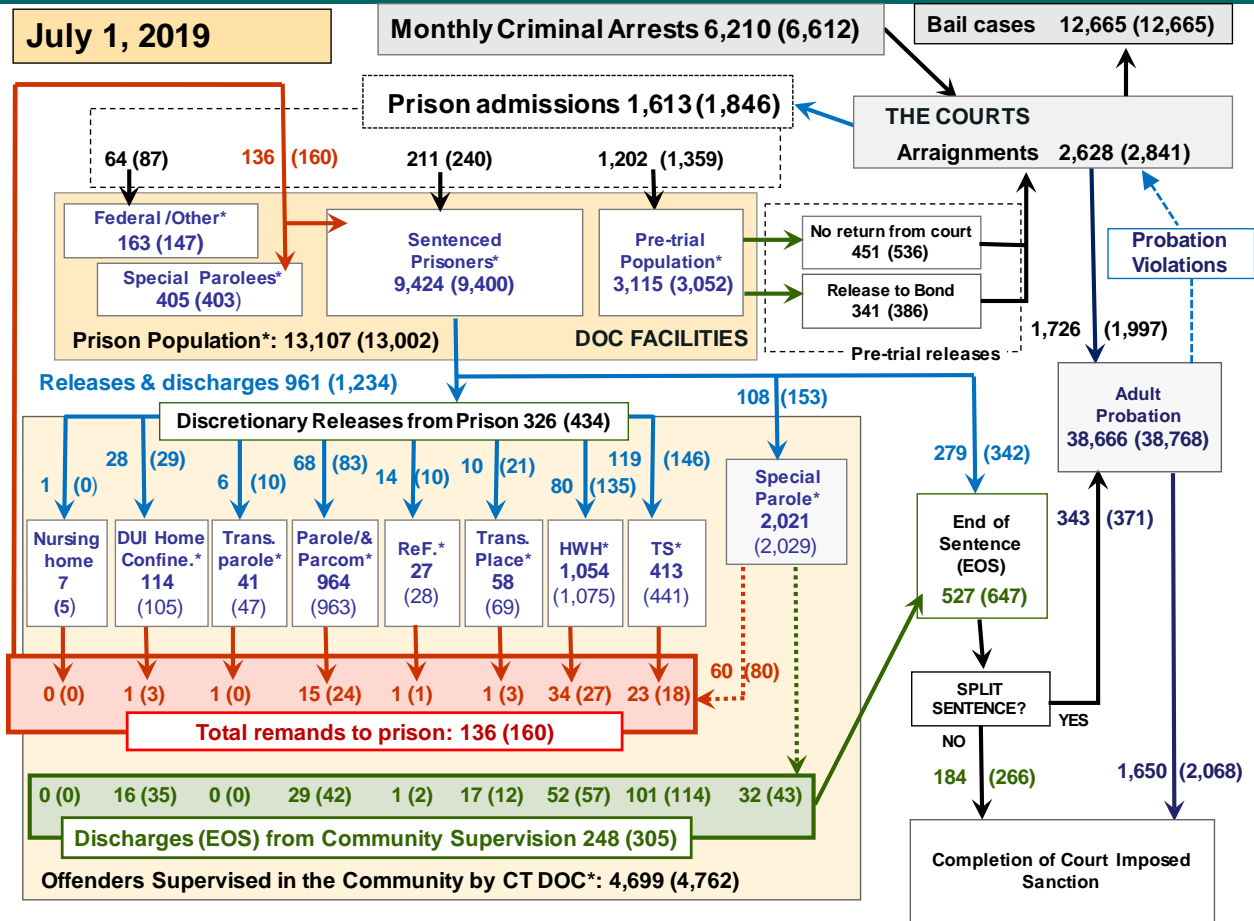 July 1, 2019
Monthly Criminal Arrests 6,210 (6,612)
Bail cases 12,665 (12,665)
Prison admissions 1,613 (1,846)
THE COURTS
Arraignments 2,628 (2,841)
64 (87)
136 (160)
211 (240)
1,202 (1,359)
Federal /Other*
163 (147)
Special Parolees*
405 (403)
Sentenced
Prisoners*
9,424 (9,400)
Pre-trial
Population*
3,115 (3,052)
No return from court
451 (536)
Release to Bond
341 (386)
Pre-trial releases
Probation
Violations
Prison Population*: 13,107 (13,002)
DOC FACILITIES
1,726 (1,997)
Releases & discharges 961 (1,234)
Discretionary Releases from Prison 326 (434)
108 (153)
Adult
Probation
38,666 (38,768)
1 (0)
28 (29)
6 (10)
68 (83)
14 (10)
10 (21)
80 (135)
119 (146)
279 (342)
343 (371)
Nursing
home
7
(5)
DUI Home
Confine.*
114
(105)
Trans.
parole*
41
(47)
Parole/&
Parcom*
964
(963)
ReF.*
27
(28)
Trans.
Place*
58
(69)
HWH*
1,054
(1,075)
TS*
413
(441)
Special
Parole*
2,021
(2,029)
End of
Sentence
(EOS)
527 (647)
0 (0) 1 (3) 1 (0) 15 (24) 1 (1) 1 (3) 34 (27) 23 (18)
60 (80)
Total remands to prison: 136 (160)
SPLIT
SENTENCE?
YES
NO
184 (266)
1,650 (2,068)
0 (0) 16 (35) 0 (0) 29 (42) 1 (2) 17 (12) 52 (57) 101 (114) 32 (43)
Discharges (EOS) from Community Supervision 248 (305)
Offenders Supervised in the Community by CT DOC*: 4,699 (4,762)
Completion of Court Imposed
Sanction